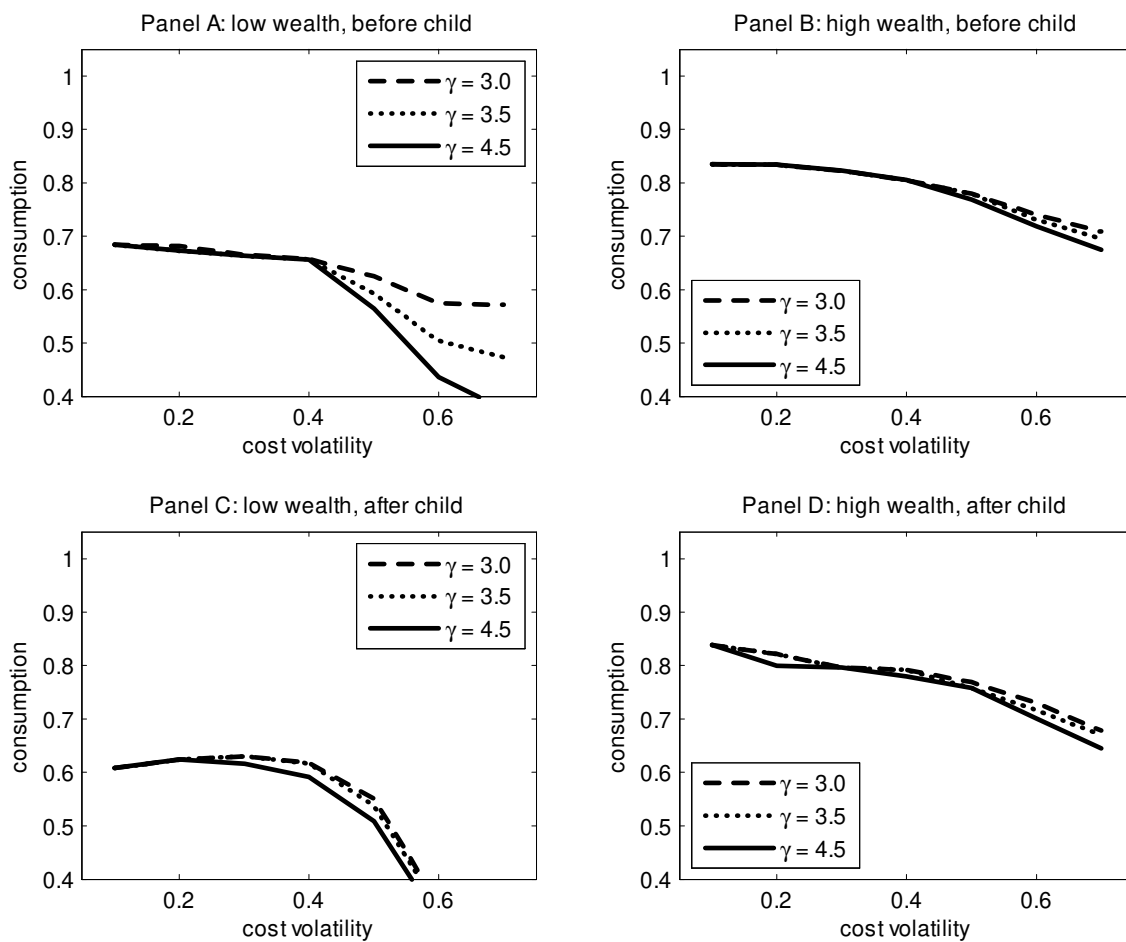 Panel A: low wealth, before child
1
0.9
0.8
0.7
0.6
0.5
0.4
consumption
γ = 3.0
γ = 3.5
γ = 4.5
0.2 0.4 0.6
cost volatility
Panel B: high wealth, before child
1
0.9
0.8
0.7
0.6
0.5
0.4
consumption
γ = 3.0
γ = 3.5
γ = 4.5
0.2 0.4 0.6
cost volatility
Panel C: low wealth, after child
1
0.9
0.8
0.7
0.6
0.5
0.4
consumption
γ = 3.0
γ = 3.5
γ = 4.5
0.2 0.4 0.6
cost volatility
Panel D: high wealth, after child
1
0.9
0.8
0.7
0.6
0.5
0.4
consumption
γ = 3.0
γ = 3.5
γ = 4.5
0.2 0.4 0.6
cost volatility